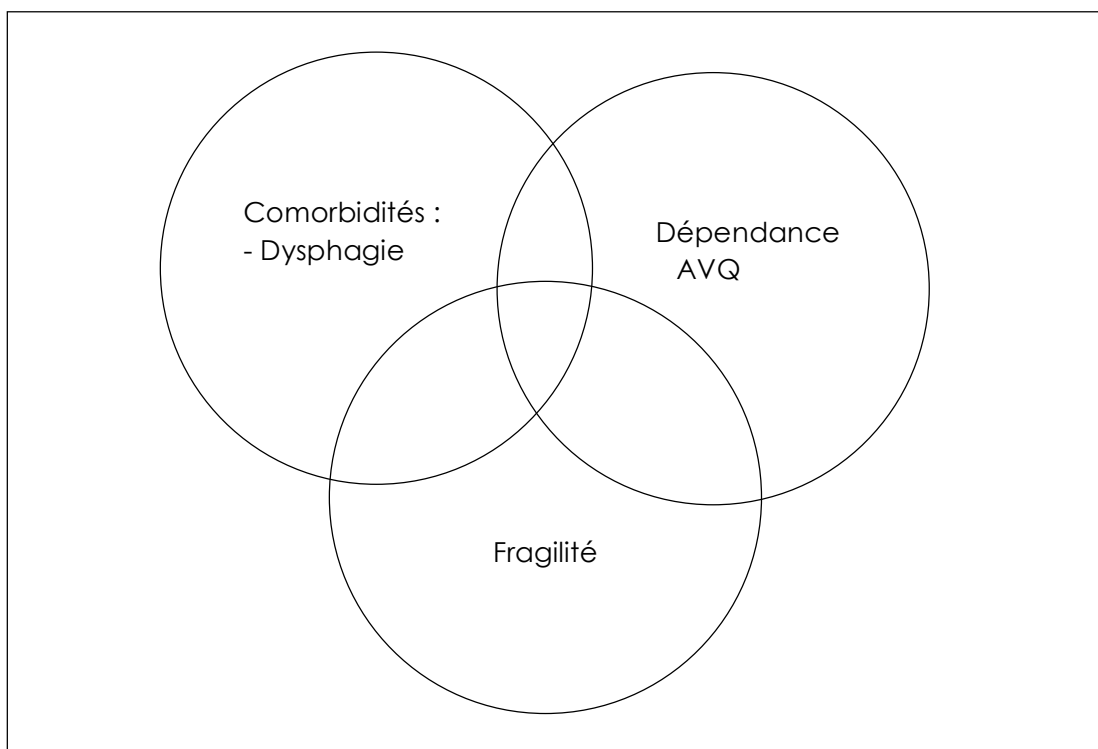 Comorbidités :
- Dysphagie
Dépendance
AVQ
Fragilité